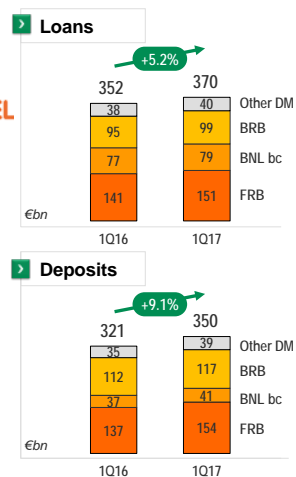 Loans
+5.2%
352
370
38
40
Other DM
95
99
BRB
77
79
BNL bc
141
151
FRB
€bn
1Q16
1Q17
EL
Deposits
+9.1%
321
350
35
39
Other DM
112
117
BRB
37
41
BNL bc
137
154
FRB
€bn
1Q16
1Q17